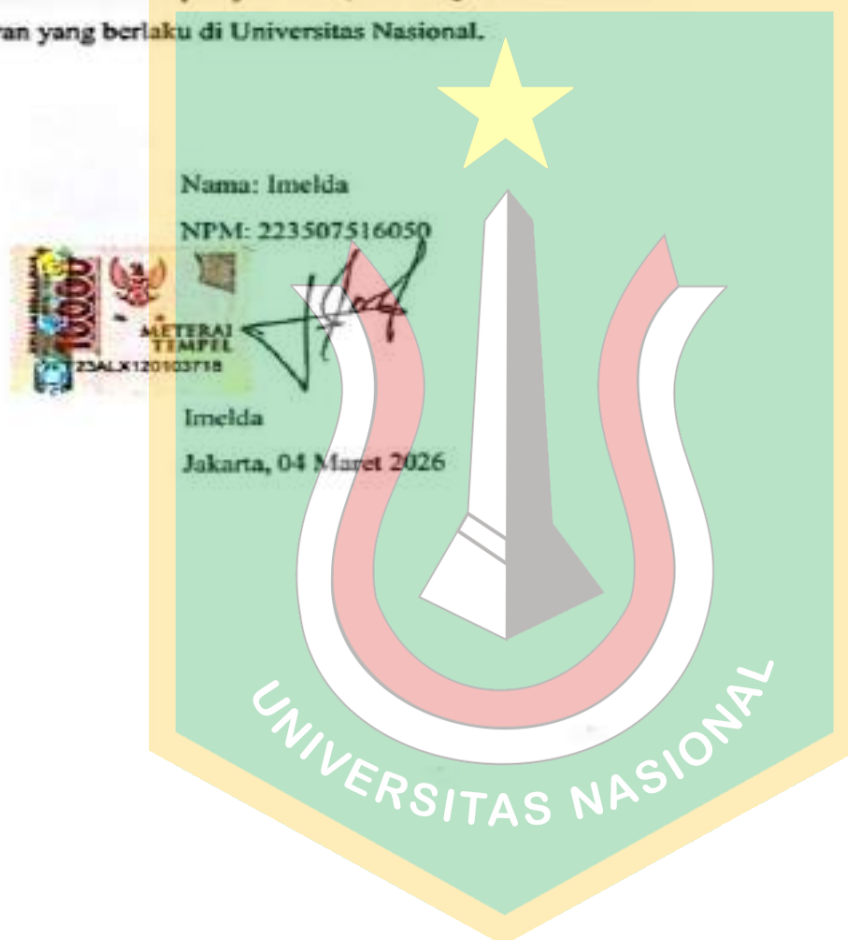 yang berlaku di Universitas Nasional.
Nama: Imelda
NPM: 223507516050
10000
METERAI
TEMPEL
23ALX120103718
Imelda
Jakarta, 04 Maret 2026
UNIVERSITAS NASIONAL